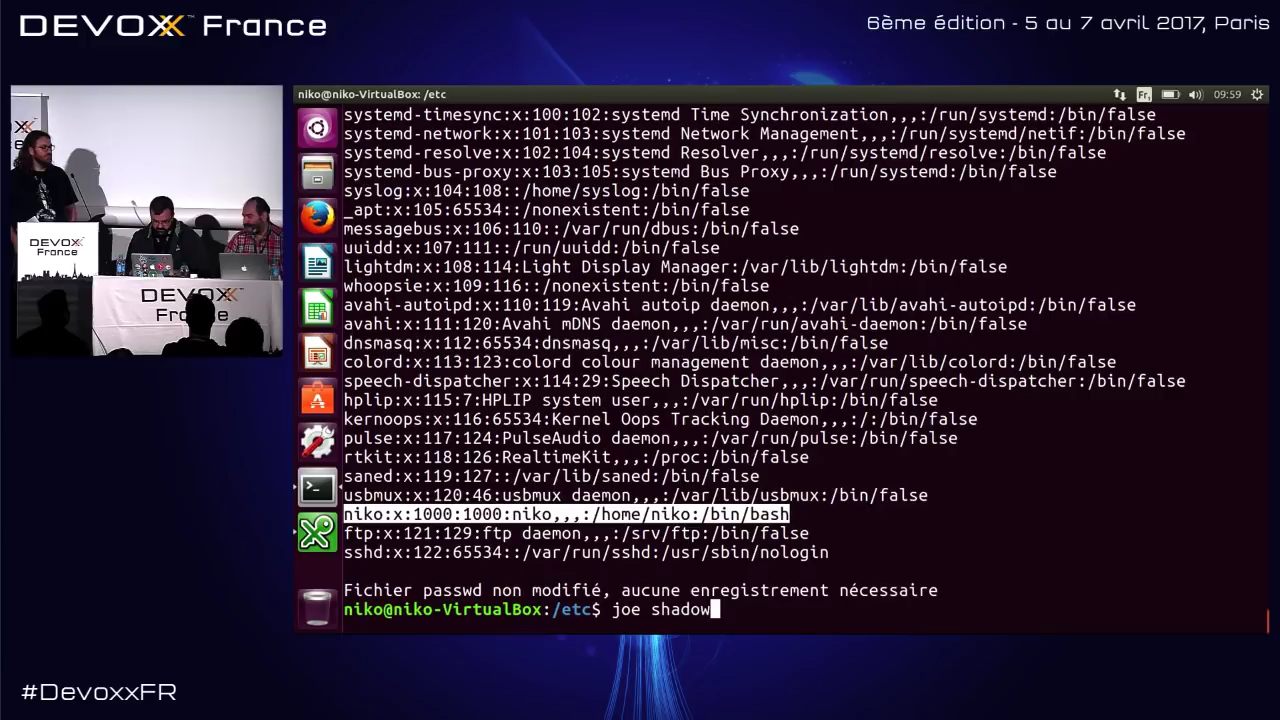 DEVOXX™ France
6ème édition - 5 au 7 avril 2017, Paris
niko@niko-VirtualBox: /etc
Fr
09:59
systemd-timesync:x:100:102:systemd Time Synchronization,,,:/run/systemd:/bin/false
systemd-network:x:101:103:systemd Network Management,,,:/run/systemd/netif:/bin/false
systemd-resolve:x:102:104:systemd Resolver,,,:/run/systemd/resolve:/bin/false
systemd-bus-proxy:x:103:105:systemd Bus Proxy,,,:/run/systemd:/bin/false
syslog:x:104:108::/home/syslog:/bin/false
_apt:x:105:65534::/nonexistent:/bin/false
messagebus:x:106:110::/var/run/dbus:/bin/false
uuidd:x:107:111::/run/uuidd:/bin/false
lightdm:x:108:114:Light Display Manager:/var/lib/lightdm:/bin/false
whoopsie:x:109:116::/nonexistent:/bin/false
avahi-autoipd:x:110:119:Avahi autoip daemon,,,:/var/lib/avahi-autoipd:/bin/false
avahi:x:111:120:Avahi mDNS daemon,,,:/var/run/avahi-daemon:/bin/false
dnsmasq:x:112:65534:dnsmasq,,,:/var/lib/misc:/bin/false
colord:x:113:123:colord colour management daemon,,,:/var/lib/colord:/bin/false
speech-dispatcher:x:114:29:Speech Dispatcher,,,:/var/run/speech-dispatcher:/bin/false
hplip:x:115:7:HPLIP system user,,,:/var/run/hplip:/bin/false
kernoops:x:116:65534:Kernel Oops Tracking Daemon,,,:/:/bin/false
pulse:x:117:124:PulseAudio daemon,,,:/var/run/pulse:/bin/false
rtkit:x:118:126:RealtimeKit,,,:/proc:/bin/false
saned:x:119:127::/var/lib/saned:/bin/false
usbmux:x:120:46:usbmux daemon,,,:/var/lib/usbmux:/bin/false
niko:x:1000:1000:niko,,,:/home/niko:/bin/bash
ftp:x:121:129:ftp daemon,,,:/srv/ftp:/bin/false
sshd:x:122:65534::/var/run/sshd:/usr/sbin/nologin
Fichier passwd non modifié, aucune enregistrement nécessaire
niko@niko-VirtualBox:/etc$ joe shadow
DEVOXX
France
DEVOXX
#DevoxxFR